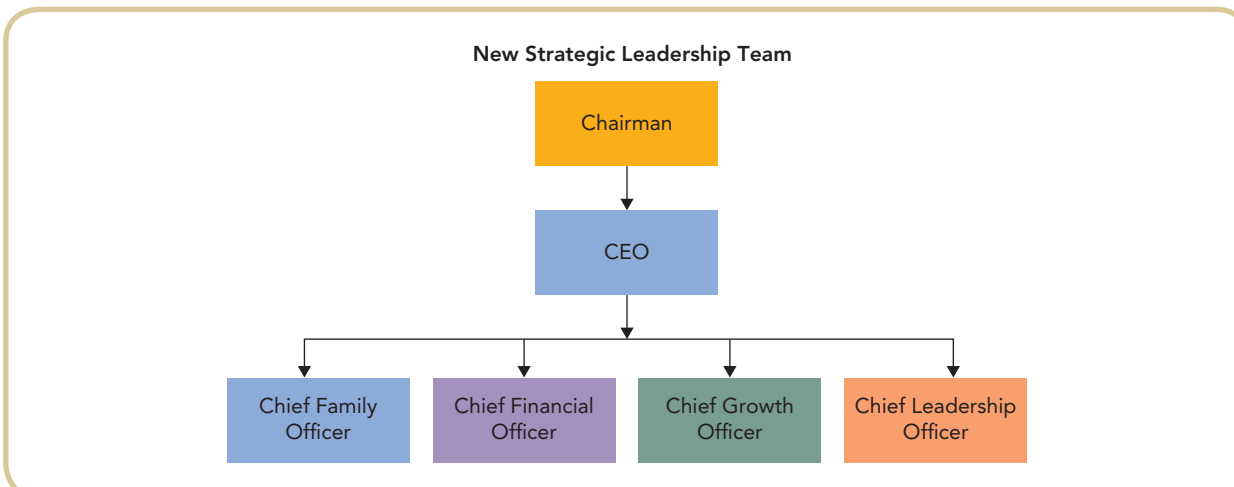 New Strategic Leadership Team
Chairman
CEO
Chief Family
Officer
Chief Financial
Officer
Chief Growth
Officer
Chief Leadership
Officer